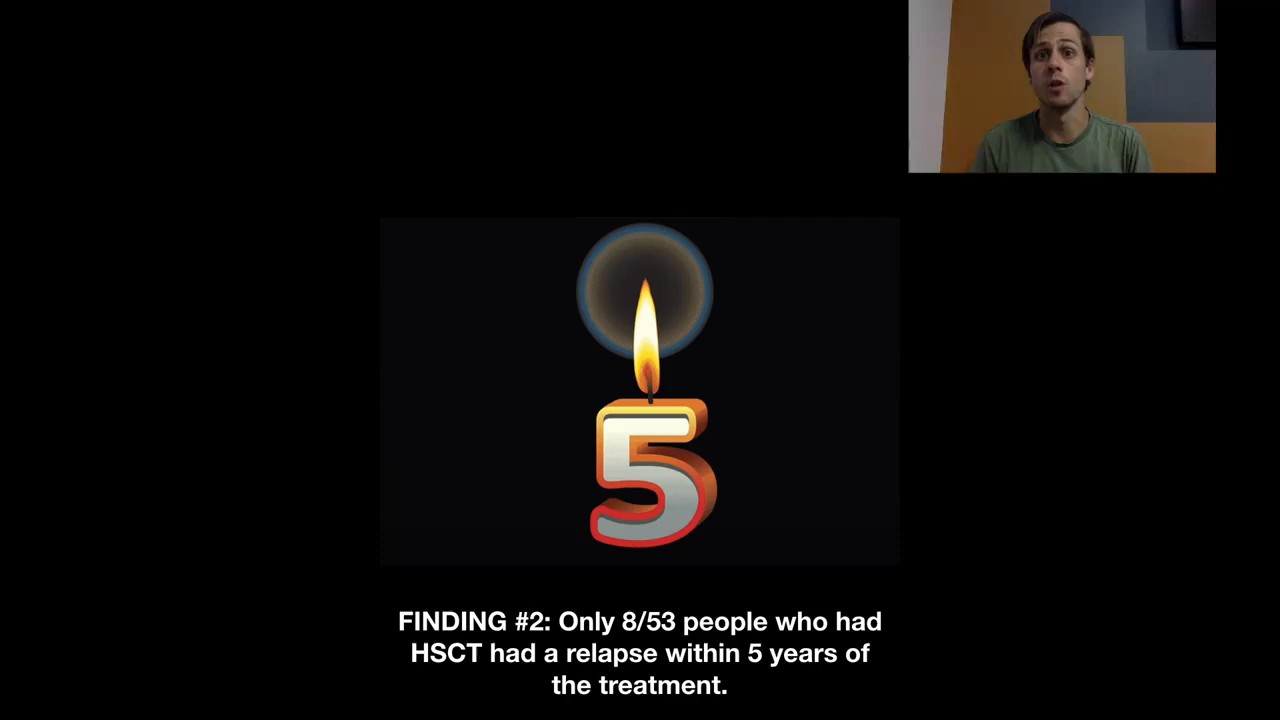 5
FINDING #2: Only 8/53 people who had
HSCT had a relapse within 5 years of
the treatment.